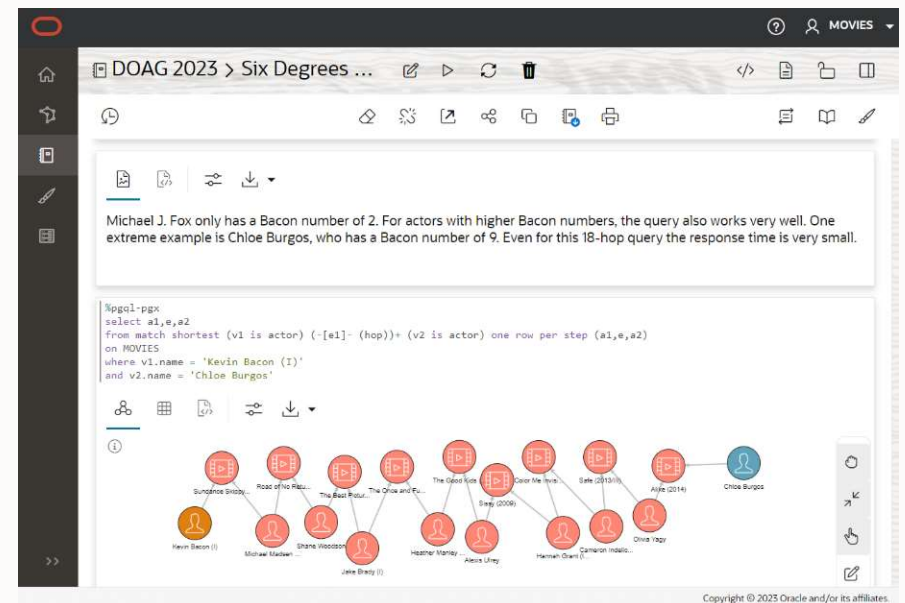 MOVIES
DOAG 2023 > Six Degrees ...
Michael J. Fox only has a Bacon number of 2. For actors with higher Bacon numbers, the query also works very well. One
extreme example is Chloe Burgos, who has a Bacon number of 9. Even for this 18-hop query the response time is very small.
%pgql-pgx
select a1,e,a2
from match shortest (v1 is actor) (-[e1]- (hop))+ (v2 is actor) one row per step (a1,e,a2)
on MOVIES
where v1.name = 'Kevin Bacon (I)'
and v2.name = 'Chloe Burgos'
Sundance Skippy...
Road of No Retu...
The Best Pictur...
The Once and Fu...
The Good Kids
Sissy (2009)
Color Me Invis...
Safe (2013/III)
Alive (2014)
Chloe Burgos
Kevin Bacon (I)
Michael Madsen ...
Shane Woodson
Jake Brady (I)
Heather Manley ...
Alexis Ulrey
Hannah Grant (I...
Cameron Indalic...
Olivia Yagy
>>
Copyright © 2023 Oracle and/or its affiliates.